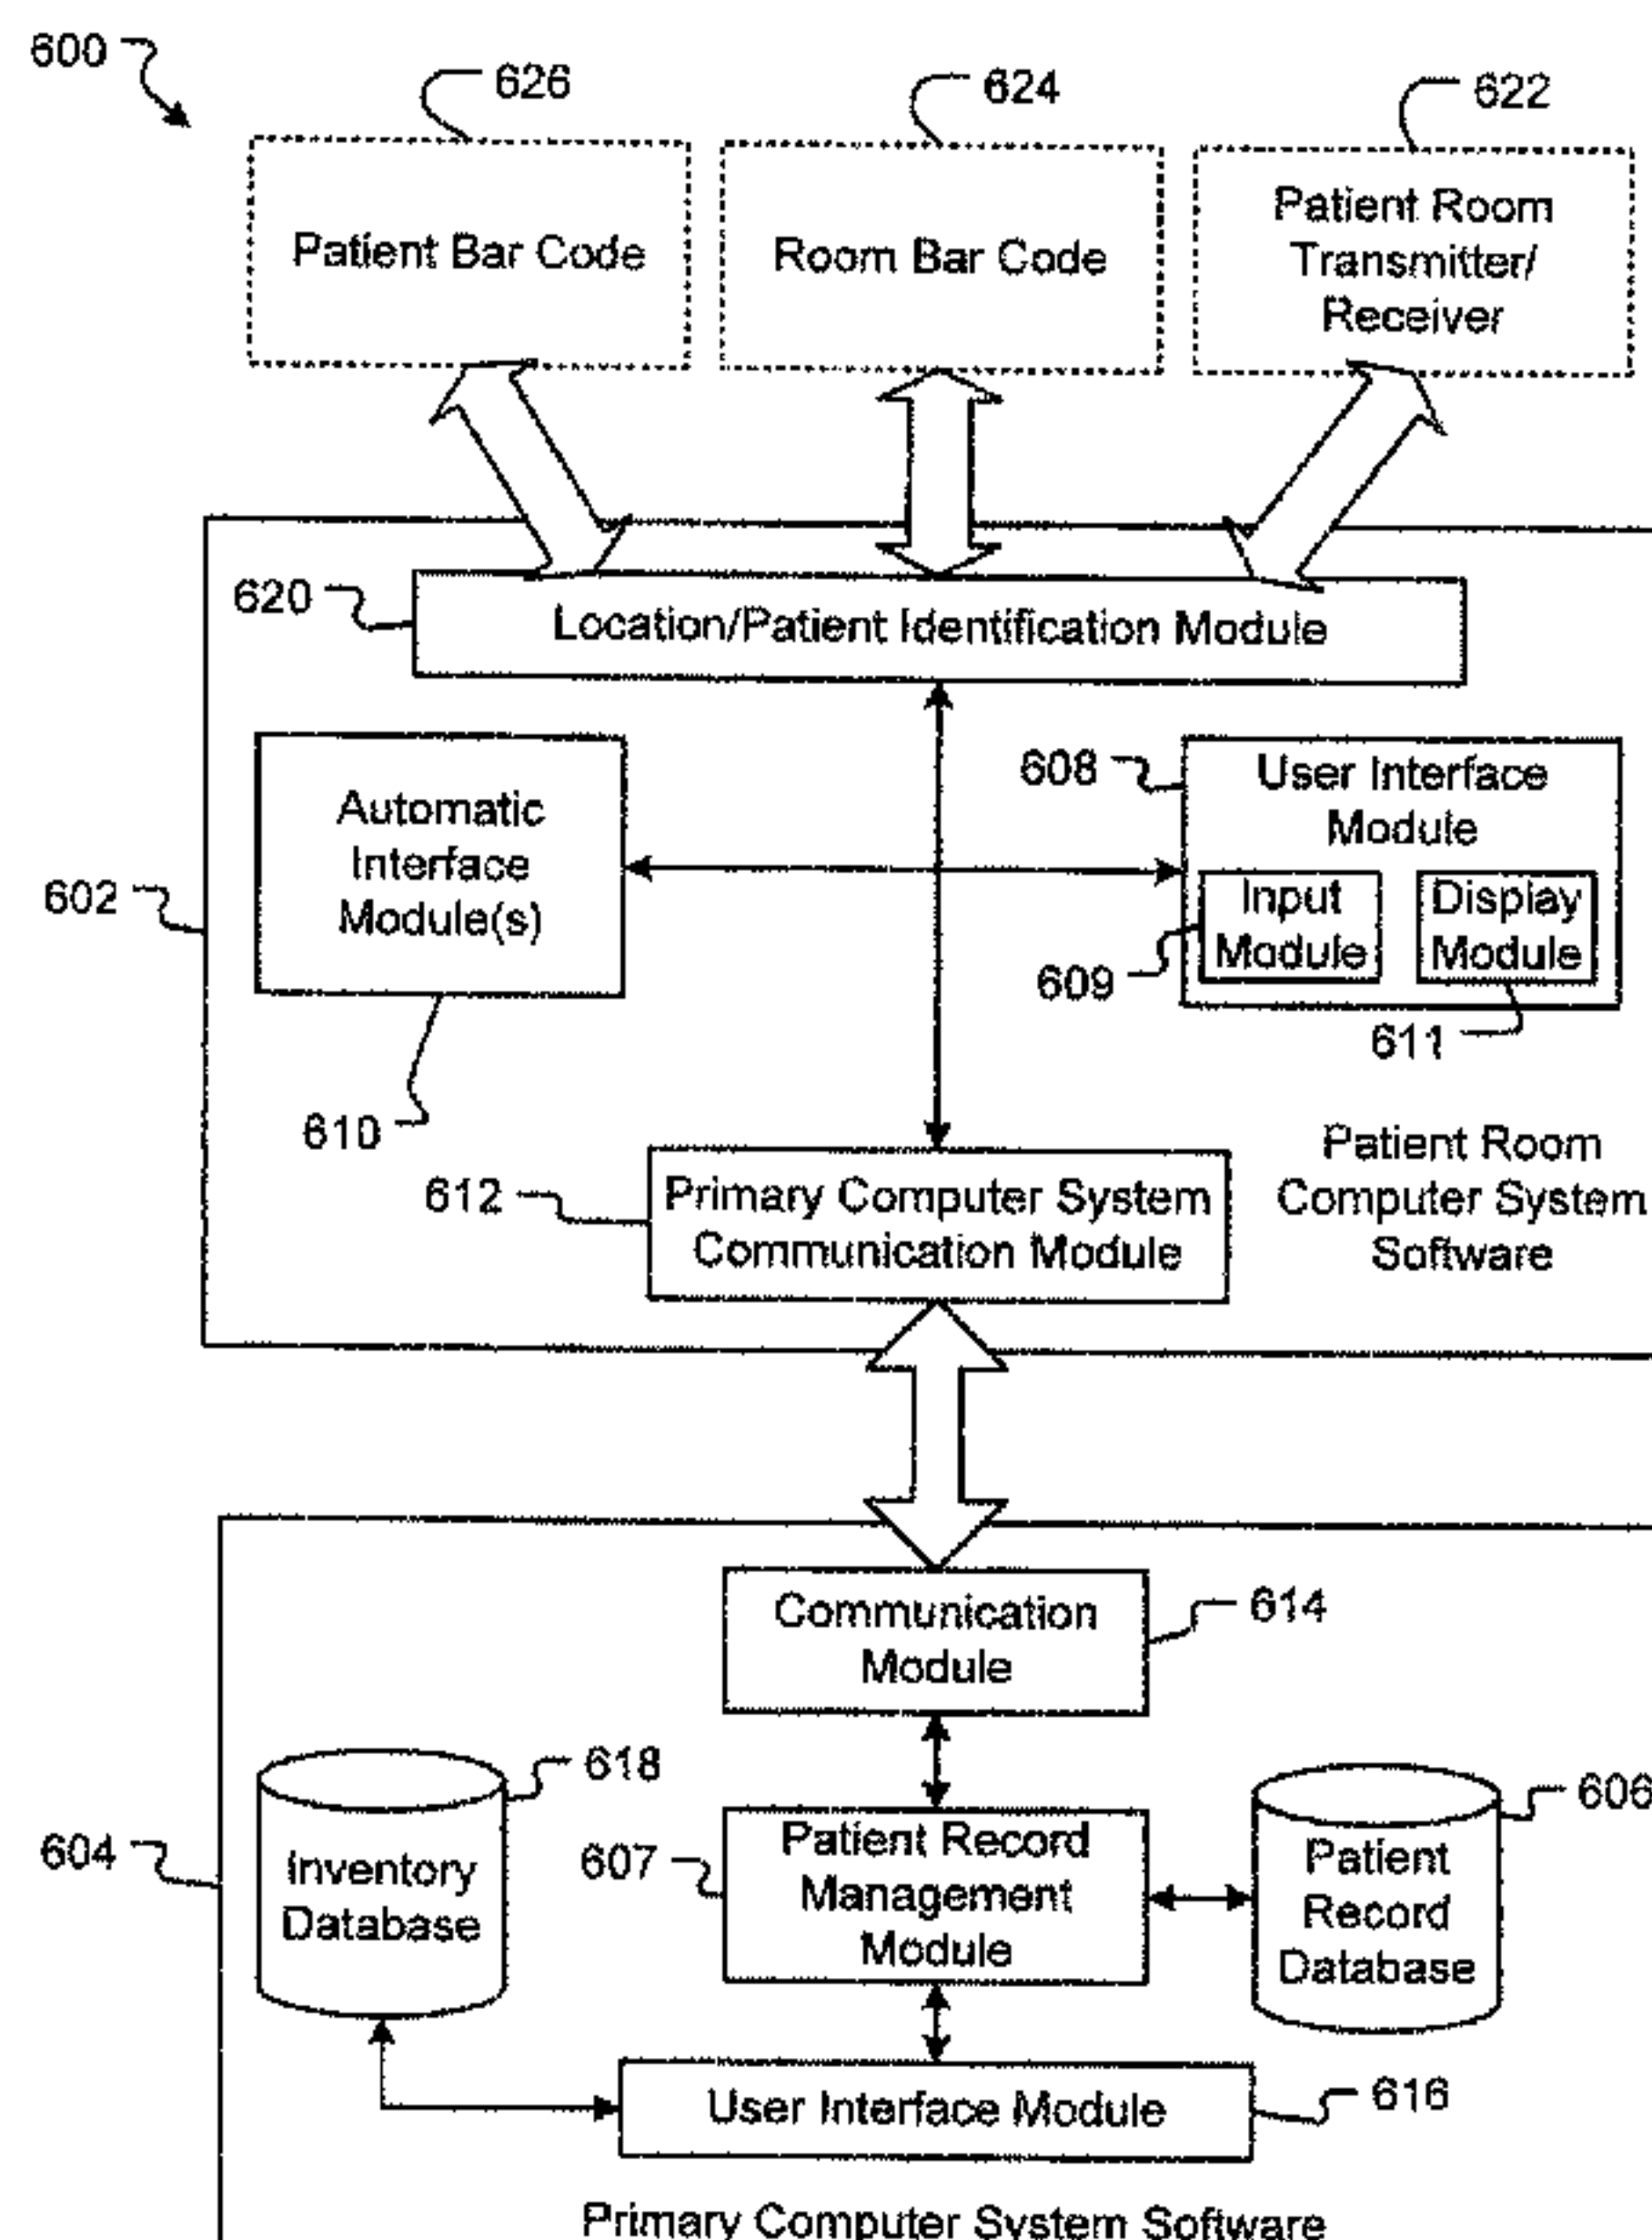 600
626
624
622
Patient Bar Code
Room Bar Code
Patient Room
Transmitter/
Receiver
620
Location/Patient Identification Module
602
Automatic
Interface
Module(s)
610
608
User Interface
Module
Input
Module
609
Display
Module
611
612
Primary Computer System
Communication Module
Patient Room
Computer System
Software
Communication
Module
614
604
618
Inventory
Database
607
Patient Record
Management
Module
606
Patient
Record
Database
User Interface Module
616
Primary Computer System Software